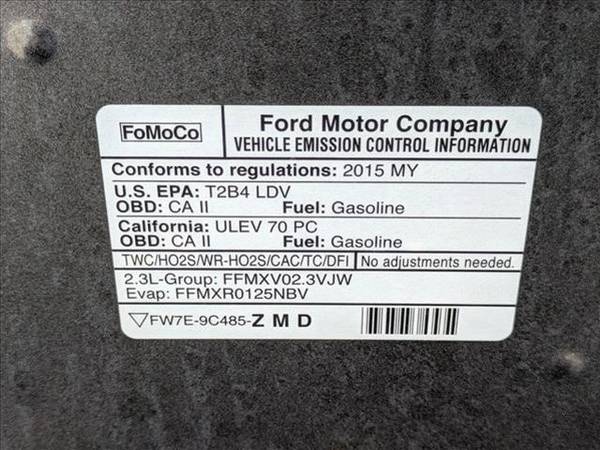 FoMoCo
Ford Motor Company
VEHICLE EMISSION CONTROL INFORMATION
Conforms to regulations: 2015 MY
U.S. EPA: T2B4 LDV
OBD: CA II Fuel: Gasoline
California: ULEV 70 PC
OBD: CA II Fuel: Gasoline
TWC/HO2S/WR-HO2S/CAC/TC/DFI No adjustments needed.
2.3L-Group: FFMXV02.3VJW
Evap: FFMXR0125NBV
▽FW7E-9C485-Z M D